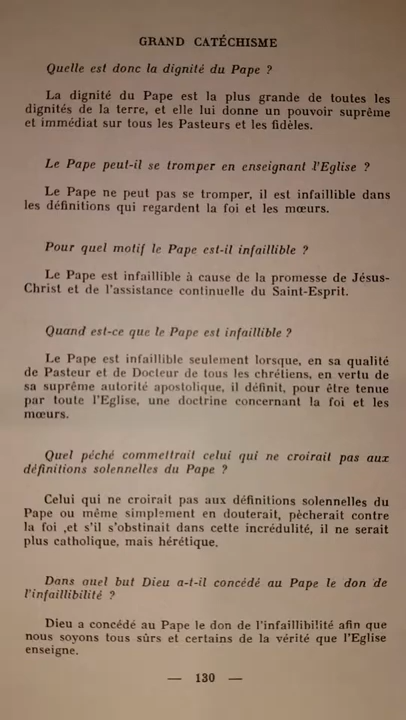 GRAND CATÉCHISME
Quelle est donc la dignité du Pape ?
La dignité du Pape est la plus grande de toutes les
dignités de la terre, et elle lui donne un pouvoir suprême
et immédiat sur tous les Pasteurs et les fidèles.
Le Pape peut-il se tromper en enseignant l'Eglise ?
Le Pape ne peut pas se tromper, il est infaillible dans
les définitions qui regardent la foi et les mœurs.
Pour quel motif le Pape est-il infaillible ?
Le Pape est infaillible à cause de la promesse de Jésus-
Christ et de l'assistance continuelle du Saint-Esprit.
Quand est-ce que le Pape est infaillible ?
Le Pape est infaillible seulement lorsque, en sa qualité
de Pasteur et de Docteur de tous les chrétiens, en vertu de
sa suprême autorité apostolique, il définit, pour être tenue
par toute l'Eglise, une doctrine concernant la foi et les
mœurs.
Quel péché commettrait celui qui ne croirait pas aux
définitions solennelles du Pape ?
Celui qui ne croirait pas aux définitions solennelles du
Pape ou même simplement en douterait, pècherait contre
la foi ,et s'il s'obstinait dans cette incrédulité, il ne serait
plus catholique, mais hérétique.
Dans quel but Dieu a-t-il concédé au Pape le don de
l'infaillibilité ?
Dieu a concédé au Pape le don de l'infaillibilité afin que
nous soyons tous sûrs et certains de la vérité que l'Eglise
enseigne.
— 130 —